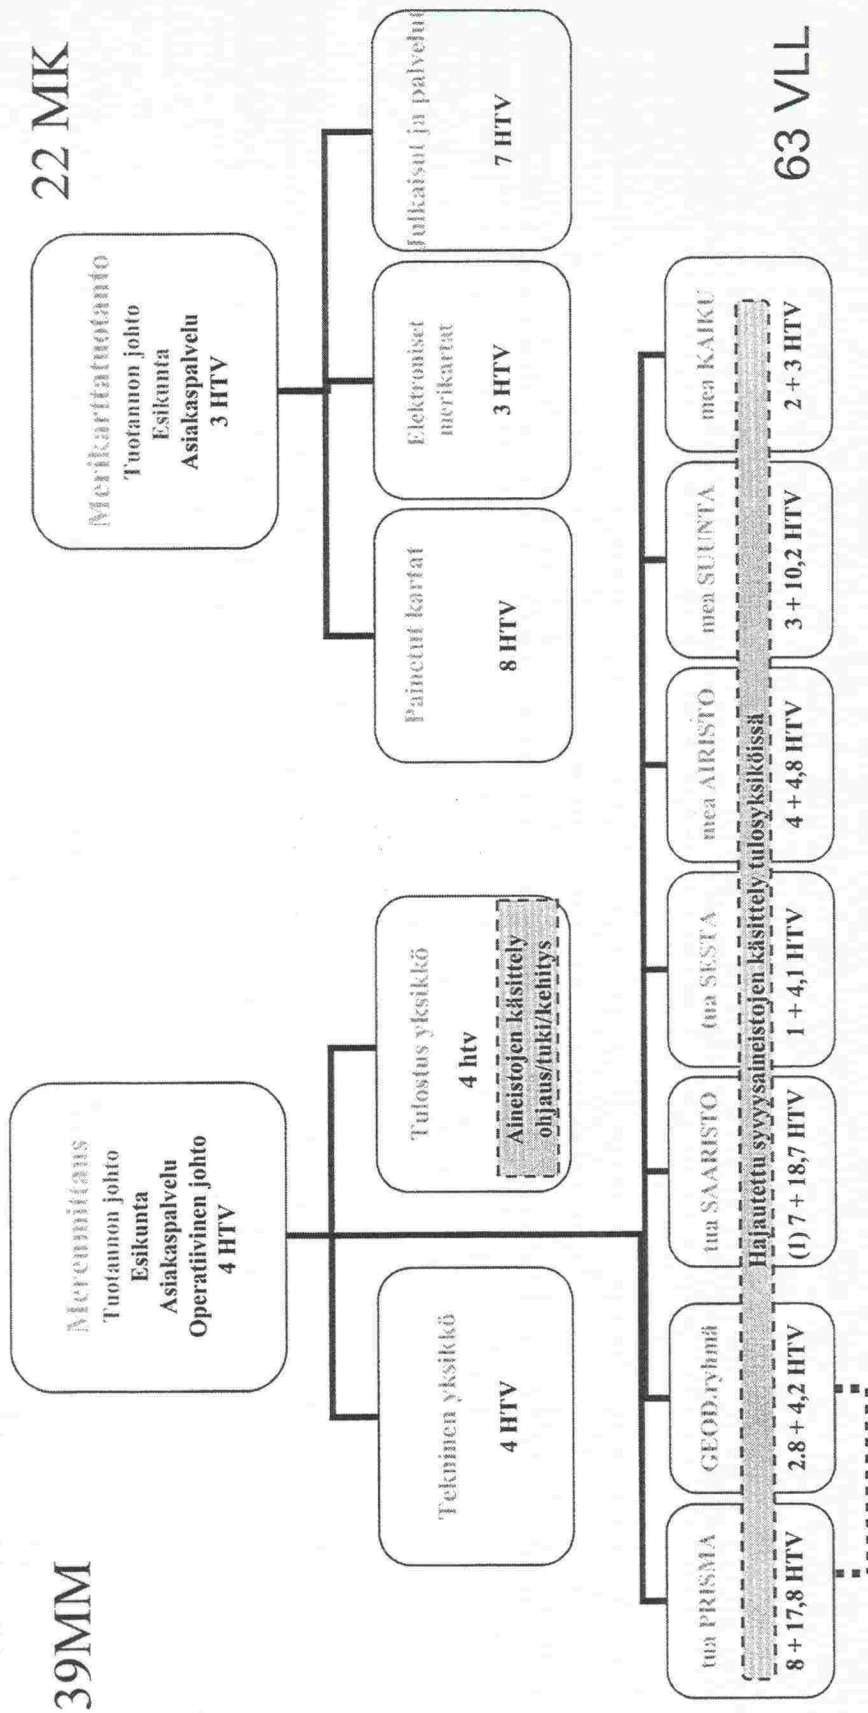 39MM
22 MK
Merenmittaus
Tuotannon johto
Esikunta
Asiakaspalvelu
Operatiivinen johto
4 HTV
Merikarttatuotanto
Tuotannon johto
Esikunta
Asiakaspalvelu
3 HTV
Tekninen yksikkö
4 HTV
Tulostus yksikkö
4 htv
Aineistojen käsittely
ohjaus/tuki/kehitys
Painetut kartat
8 HTV
Elektroniset
merikartat
3 HTV
Julkaisut ja palvelut
7 HTV
tua PRISMA
8 + 17,8 HTV
GEOD.ryhmä
2.8 + 4,2 HTV
tua SAARISTO
(1) 7 + 18,7 HTV
tua SESTA
1 + 4,1 HTV
mea AIRISTO
4 + 4,8 HTV
mea SUUNTA
3 + 10,2 HTV
mea KAIKU
2 + 3 HTV
Hajautettu syvyysaineistojen käsittely tulosyksiköissä
63 VLL